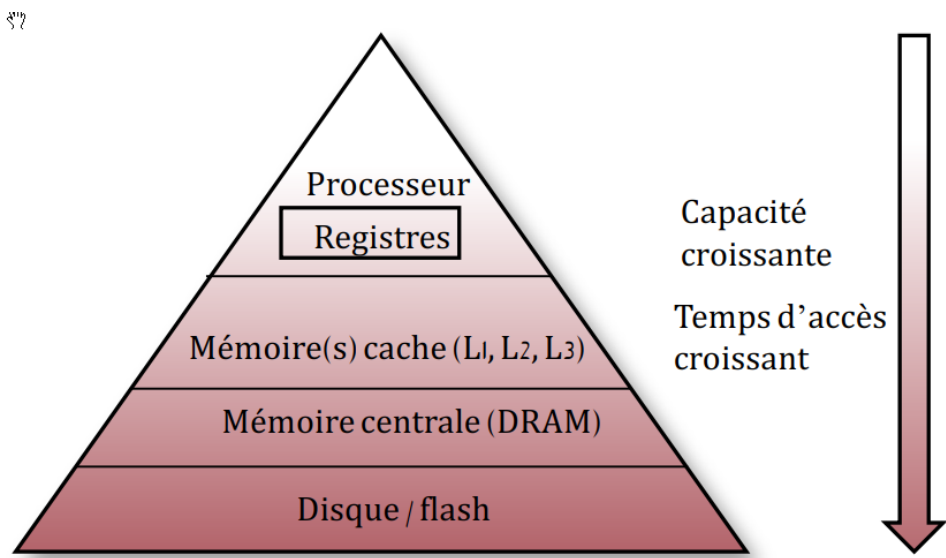 Processeur
Registres
Capacité
croissante
Temps d’accès
croissant
Mémoire(s) cache (L1, L2, L3)
Mémoire centrale (DRAM)
Disque / flash